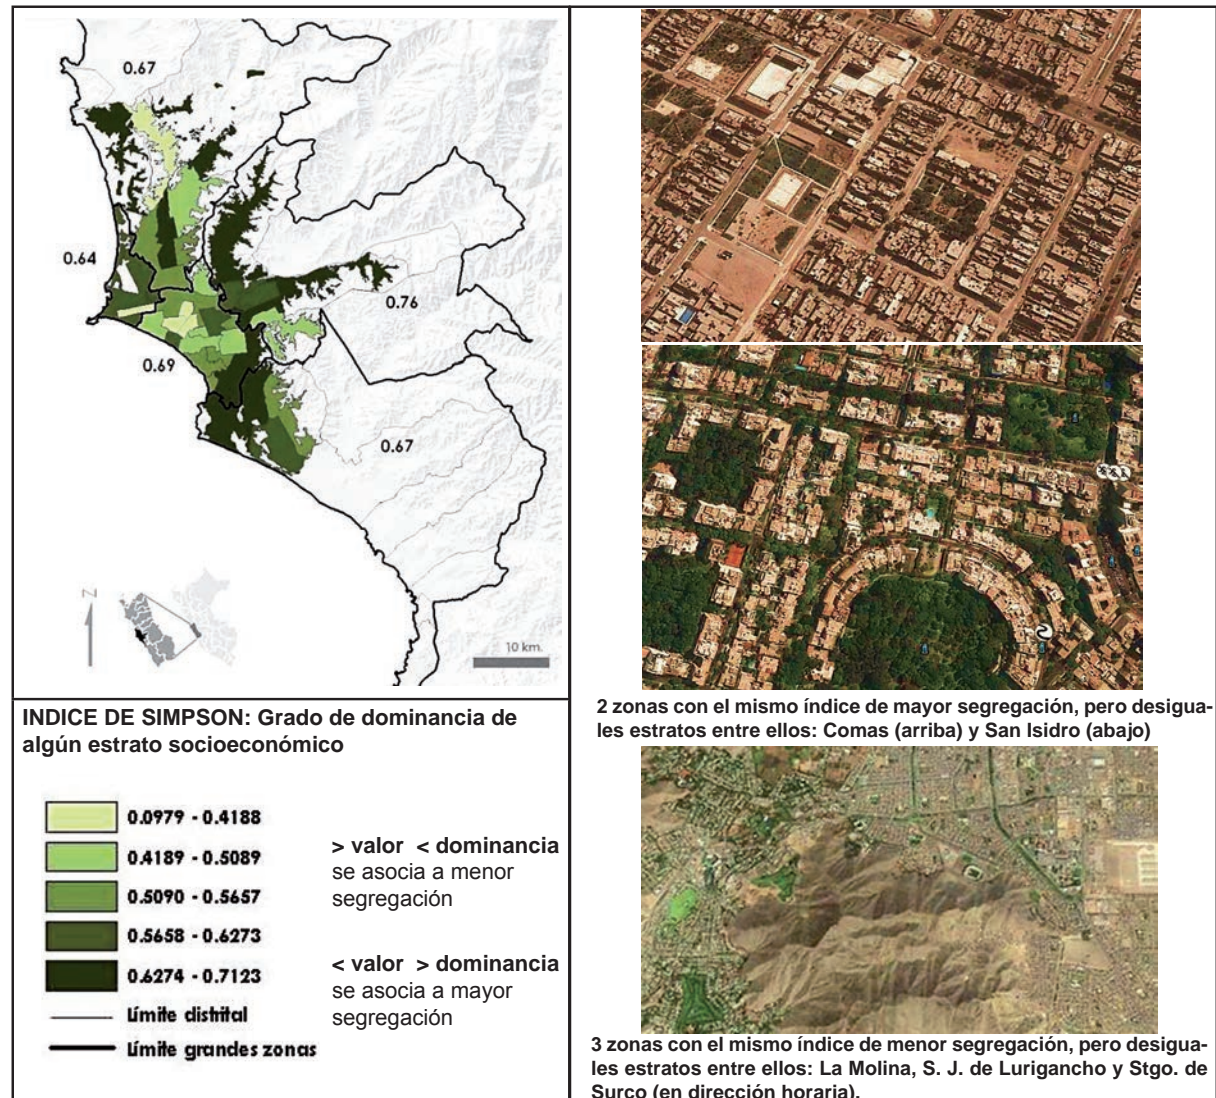 0.67
0.64
0.76
0.69
0.67
N
10 km.
INDICE DE SIMPSON: Grado de dominancia de
algún estrato socioeconómico
0.0979 - 0.4188
0.4189 - 0.5089
0.5090 - 0.5657
0.5658 - 0.6273
0.6274 - 0.7123
Límite distrital
Límite grandes zonas
> valor < dominancia
se asocia a menor
segregación
< valor > dominancia
se asocia a mayor
segregación
2 zonas con el mismo índice de mayor segregación, pero desigua-
les estratos entre ellos: Comas (arriba) y San Isidro (abajo)
3 zonas con el mismo índice de menor segregación, pero desigua-
les estratos entre ellos: La Molina, S. J. de Lurigancho y Stgo. de
Surco (en dirección horaria).